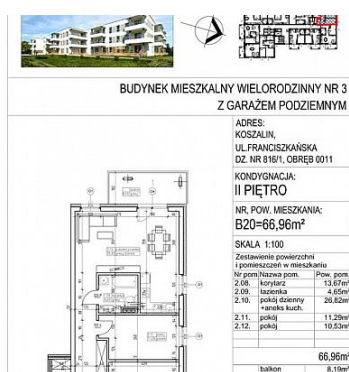 BUDYNEK MIESZKALNY WIELORODZINNY NR 3
Z GARAŻEM PODZIEMNYM
ADRES:
KOSZALIN,
UL.FRANCISZKAŃSKA
DZ. NR 816/1, OBRĘB 0011
KONDYGNACJA:
II PIĘTRO
NR, POW. MIESZKANIA:
B20=66,96m²
SKALA 1:100
Zestawienie powierzchni
i pomieszczeń w mieszkaniu
Nr pom. Nazwa pom. Pow. pom.
2.08. korytarz 13,67m²
2.09. łazienka 4,65m²
2.10. pokój dzienny 26,82m²
+aneks kuch.
2.11. pokój 11,29m²
2.12. pokój 10,53m²
66,96m²
balkon 8,19m²